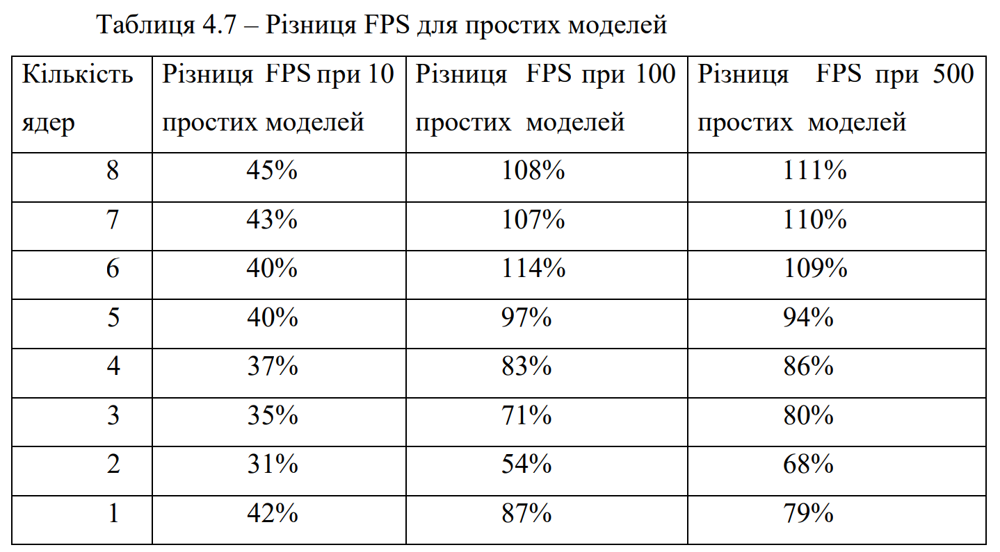 Таблиця 4.7 – Різниця FPS для простих моделей
Кількість ядер Різниця FPS при 10 простих моделей Різниця FPS при 100 простих моделей Різниця FPS при 500 простих моделей
8 45% 108% 111%
7 43% 107% 110%
6 40% 114% 109%
5 40% 97% 94%
4 37% 83% 86%
3 35% 71% 80%
2 31% 54% 68%
1 42% 87% 79%